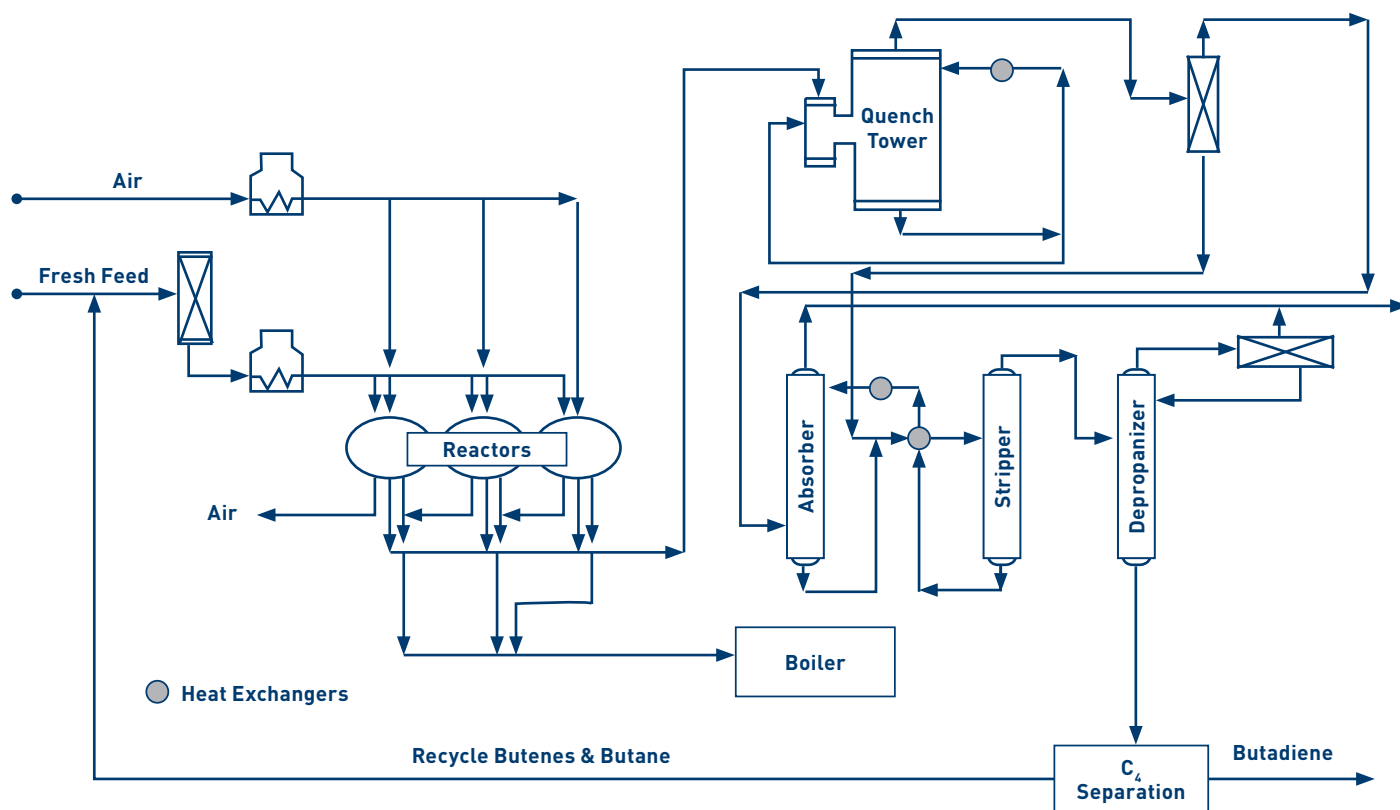 Quench
Tower
Air
Fresh Feed
Reactors
Absorber
Stripper
Depropanizer
Air
Boiler
Heat Exchangers
Recycle Butenes & Butane
C₄
Separation
Butadiene